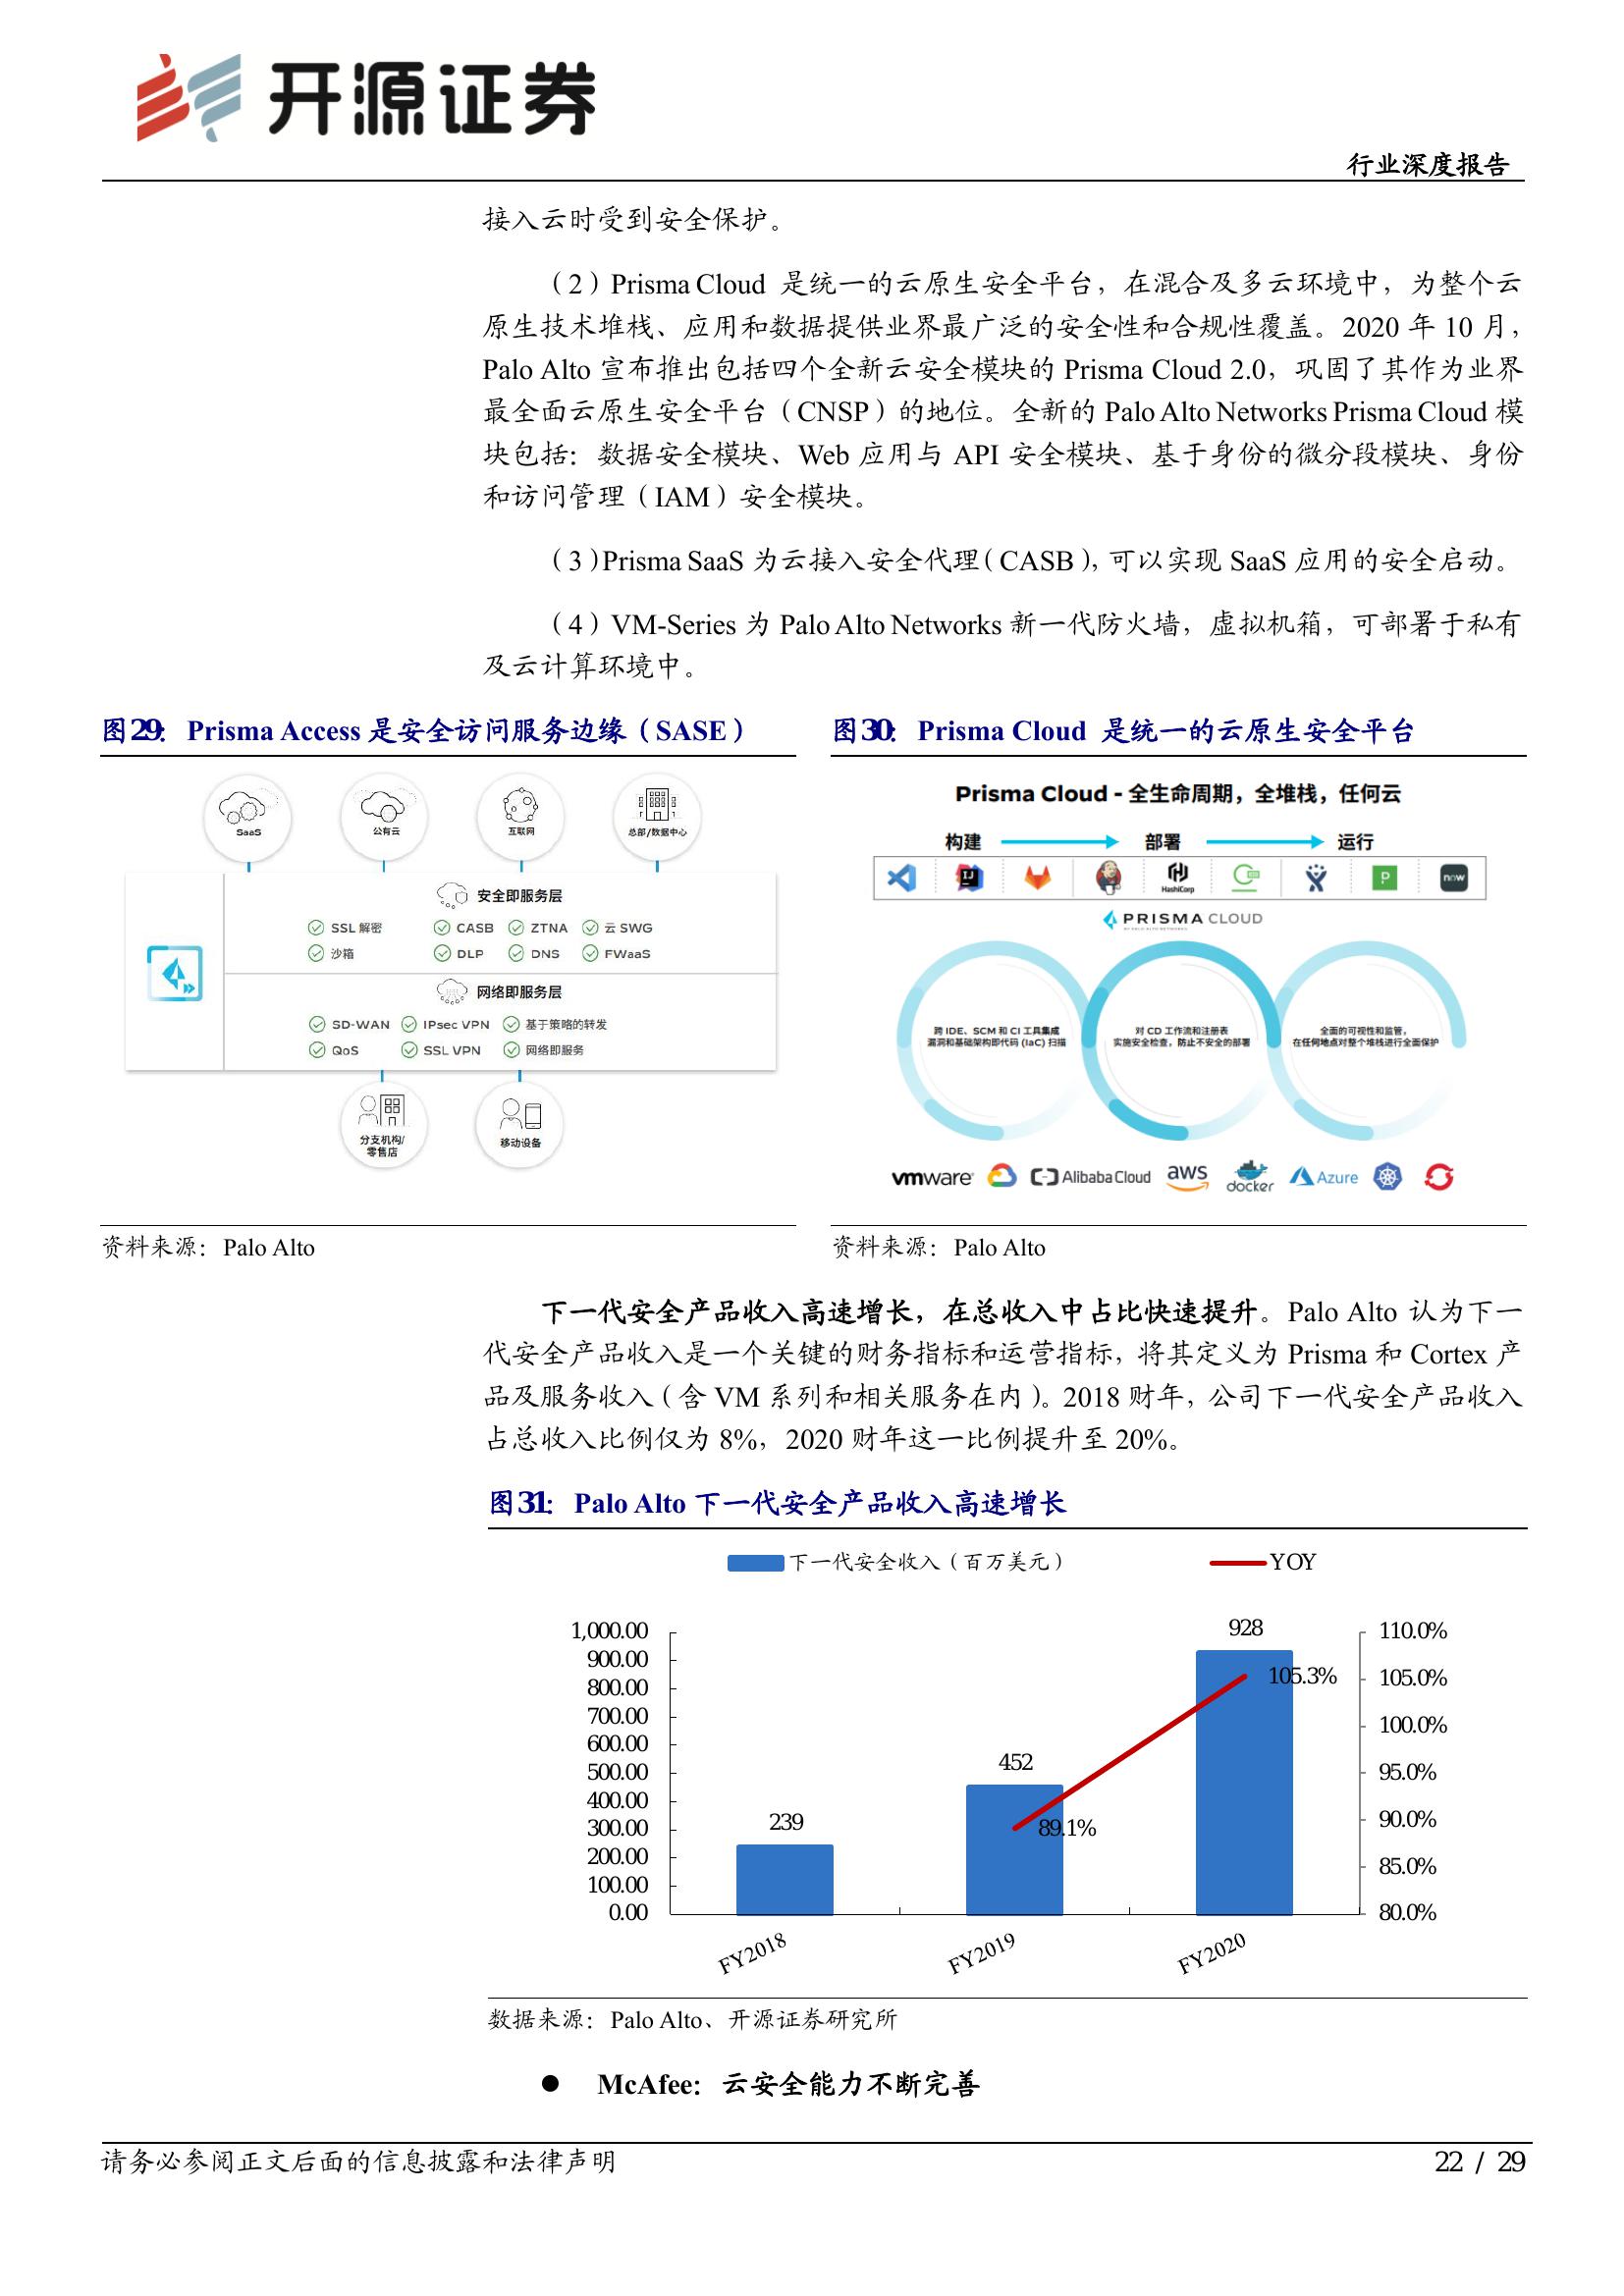 开源证券
行业深度报告
接入云时受到安全保护。
（2）Prisma Cloud 是统一的云原生安全平台，在混合及多云环境中，为整个云
原生技术堆栈、应用和数据提供业界最广泛的安全性和合规性覆盖。2020 年 10 月，
Palo Alto 宣布推出包括四个全新云安全模块的 Prisma Cloud 2.0，巩固了其作为业界
最全面云原生安全平台（CNSP）的地位。全新的 Palo Alto Networks Prisma Cloud 模
块包括：数据安全模块、Web 应用与 API 安全模块、基于身份的微分段模块、身份
和访问管理（IAM）安全模块。
（3）Prisma SaaS 为云接入安全代理（CASB），可以实现 SaaS 应用的安全启动。
（4）VM-Series 为 Palo Alto Networks 新一代防火墙，虚拟机箱，可部署于私有
及云计算环境中。
图29： Prisma Access 是安全访问服务边缘（SASE）
SaaS 公有云 互联网 总部/数据中心
安全即服务层
SSL 解密 CASB ZTNA 云 SWG
沙箱 DLP DNS FWaaS
网络即服务层
SD-WAN IPsec VPN 基于策略的转发
QoS SSL VPN 网络即服务
分支机构/
零售店
移动设备
资料来源：Palo Alto
图30： Prisma Cloud 是统一的云原生安全平台
Prisma Cloud - 全生命周期，全堆栈，任何云
构建 部署 运行
IJ HashiCorp P now
PRISMA CLOUD
BY PALO ALTO NETWORKS
跨 IDE、SCM 和 CI 工具集成
漏洞和基础架构即代码 (IaC) 扫描
对 CD 工作流和注册表
实施安全检查，防止不安全的部署
全面的可视性和监管，
在任何地点对整个堆栈进行全面保护
vmware Alibaba Cloud aws docker Azure
资料来源：Palo Alto
下一代安全产品收入高速增长，在总收入中占比快速提升。Palo Alto 认为下一
代安全产品收入是一个关键的财务指标和运营指标，将其定义为 Prisma 和 Cortex 产
品及服务收入（含 VM 系列和相关服务在内）。2018 财年，公司下一代安全产品收入
占总收入比例仅为 8%，2020 财年这一比例提升至 20%。
图31： Palo Alto 下一代安全产品收入高速增长
下一代安全收入（百万美元） YOY
1,000.00
900.00
800.00
700.00
600.00
500.00
400.00
300.00
200.00
100.00
0.00
239
452
928
89.1%
105.3%
110.0%
105.0%
100.0%
95.0%
90.0%
85.0%
80.0%
FY2018 FY2019 FY2020
数据来源：Palo Alto、开源证券研究所
● McAfee：云安全能力不断完善
请务必参阅正文后面的信息披露和法律声明
22 / 29